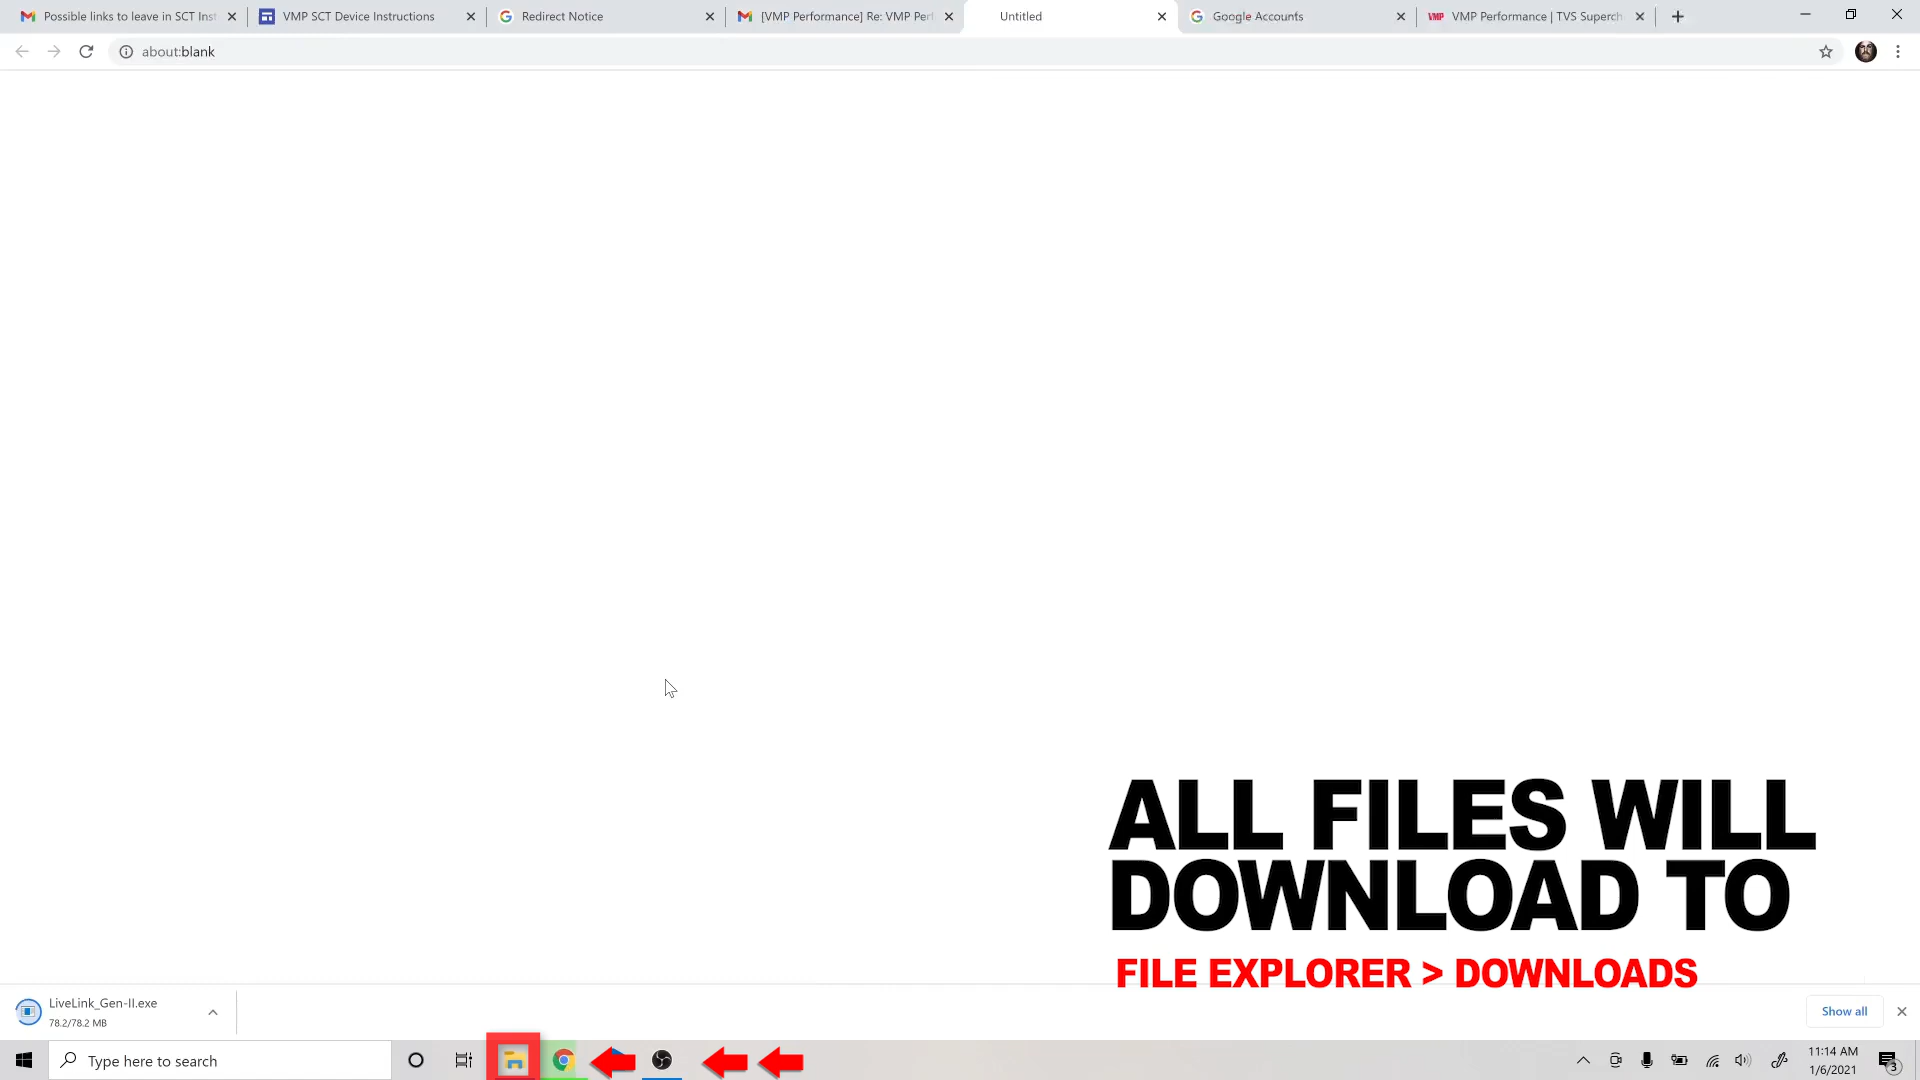 Possible links to leave in SCT Inst
VMP SCT Device Instructions
Redirect Notice
[VMP Performance] Re: VMP Perf
Untitled
Google Accounts
VMP
VMP Performance | TVS Superch
about:blank
ALL FILES WILL
DOWNLOAD TO
FILE EXPLORER > DOWNLOADS
LiveLink_Gen-II.exe
78.2/78.2 MB
Show all
Type here to search
11:14 AM
1/6/2021
3